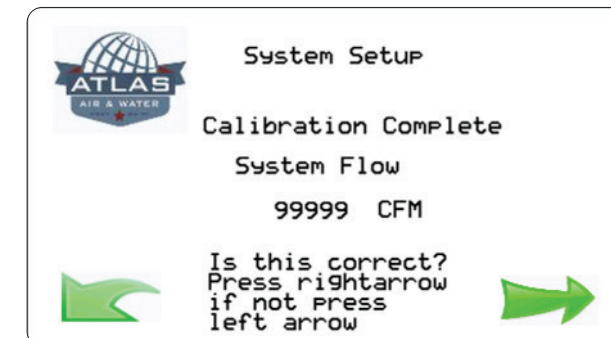 System Setup
ATLAS
AIR & WATER
Calibration Complete
System Flow
99999 CFM
Is this correct?
Press rightarrow
if not press
left arrow